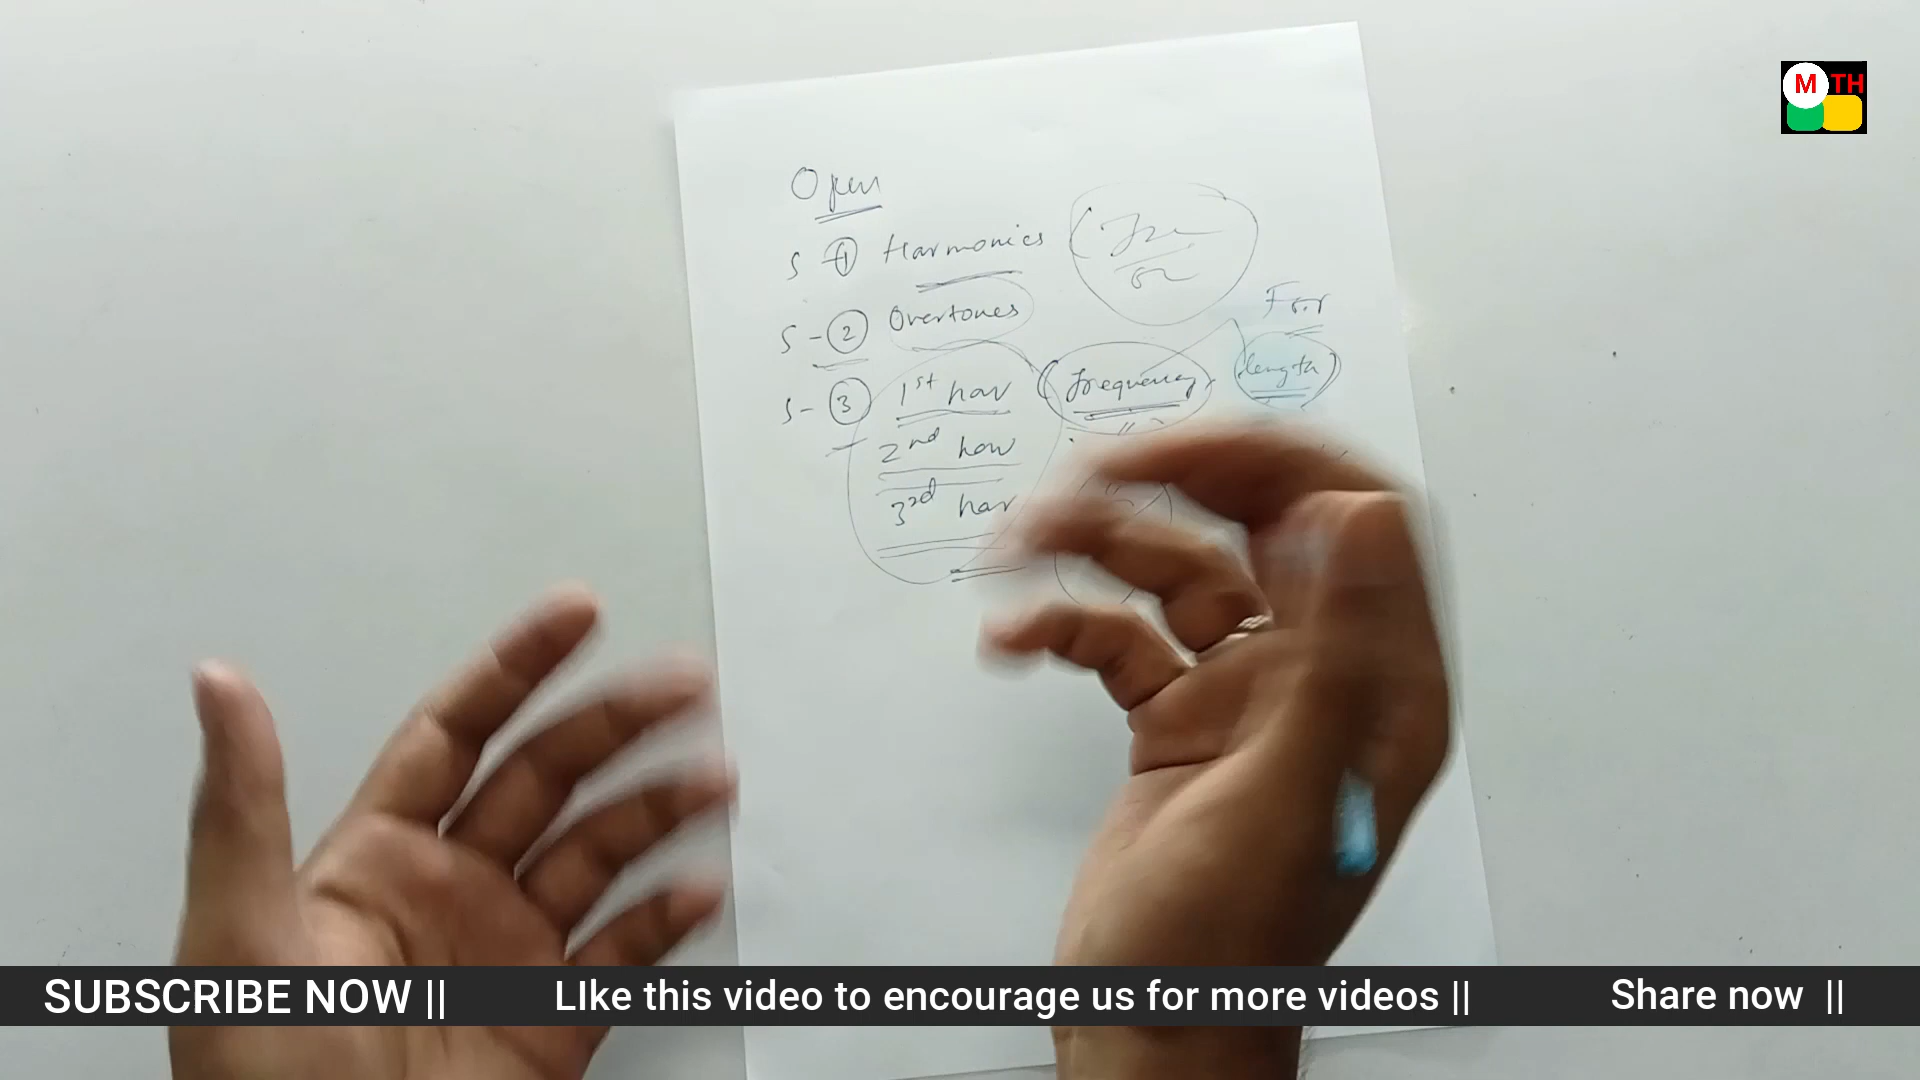 Open
S ① Harmonics
S - ② Overtones
For
S - ③ 1st har (frequency) (length)
2nd har
3rd har
M TH
SUBSCRIBE NOW || LIke this video to encourage us for more videos || Share now ||